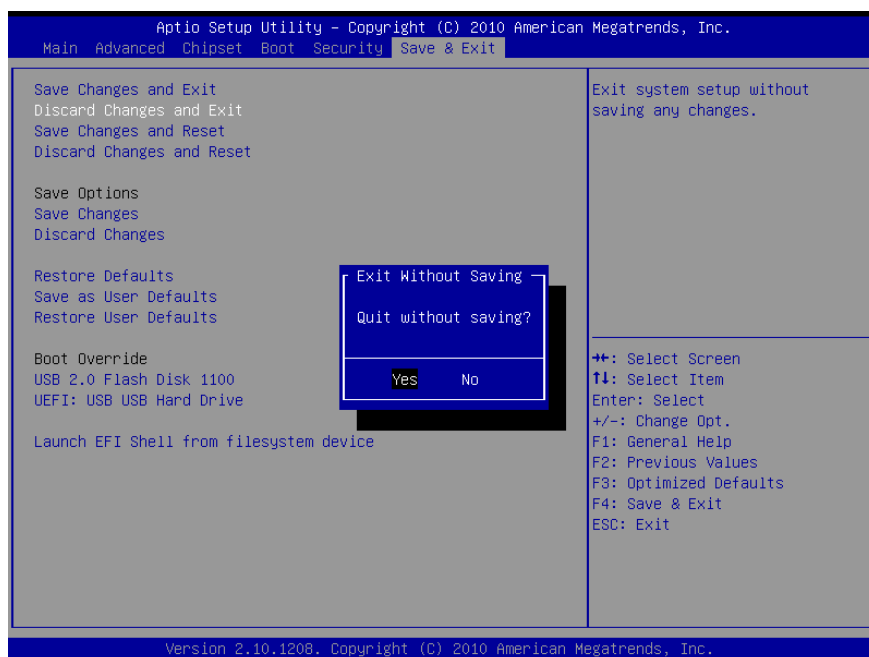 Aptio Setup Utility – Copyright (C) 2010 American Megatrends, Inc.
Main Advanced Chipset Boot Security Save & Exit
Save Changes and Exit
Discard Changes and Exit
Save Changes and Reset
Discard Changes and Reset
Save Options
Save Changes
Discard Changes
Restore Defaults
Save as User Defaults
Restore User Defaults
Boot Override
USB 2.0 Flash Disk 1100
UEFI: USB USB Hard Drive
Launch EFI Shell from filesystem device
Exit Without Saving
Quit without saving?
Yes No
Exit system setup without
saving any changes.
→←: Select Screen
↑↓: Select Item
Enter: Select
+/-: Change Opt.
F1: General Help
F2: Previous Values
F3: Optimized Defaults
F4: Save & Exit
ESC: Exit
Version 2.10.1208. Copyright (C) 2010 American Megatrends, Inc.